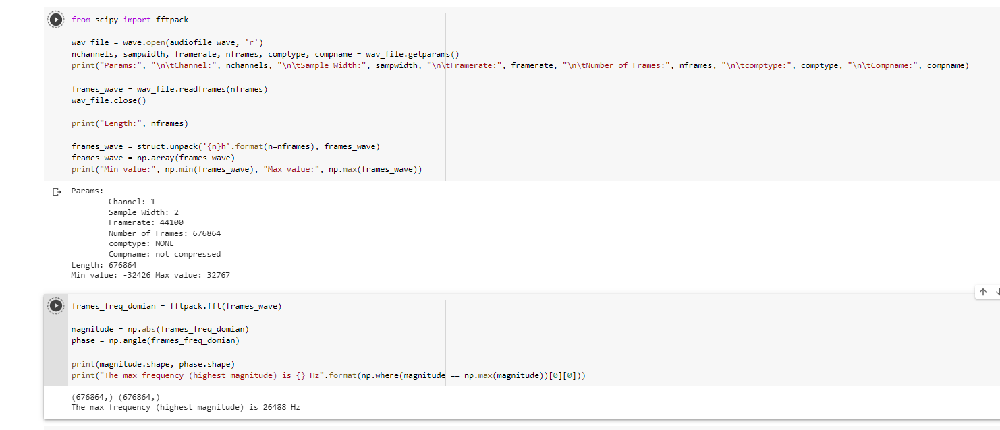 from scipy import fftpack
wav_file = wave.open(audiofile_wave, 'r')
nchannels, sampwidth, framerate, nframes, comptype, compname = wav_file.getparams()
print("Params:", "\n\tChannel:", nchannels, "\n\tSample Width:", sampwidth, "\n\tFramerate:", framerate, "\n\tNumber of Frames:", nframes, "\n\tcomptype:", comptype, "\n\tCompname:", compname)
frames_wave = wav_file.readframes(nframes)
wav_file.close()
print("Length:", nframes)
frames_wave = struct.unpack('{n}h'.format(n=nframes), frames_wave)
frames_wave = np.array(frames_wave)
print("Min value:", np.min(frames_wave), "Max value:", np.max(frames_wave))
Params:
Channel: 1
Sample Width: 2
Framerate: 44100
Number of Frames: 676864
comptype: NONE
Compname: not compressed
Length: 676864
Min value: -32426 Max value: 32767
frames_freq_domian = fftpack.fft(frames_wave)
magnitude = np.abs(frames_freq_domian)
phase = np.angle(frames_freq_domian)
print(magnitude.shape, phase.shape)
print("The max frequency (highest magnitude) is {} Hz".format(np.where(magnitude == np.max(magnitude))[0][0]))
(676864,) (676864,)
The max frequency (highest magnitude) is 26488 Hz